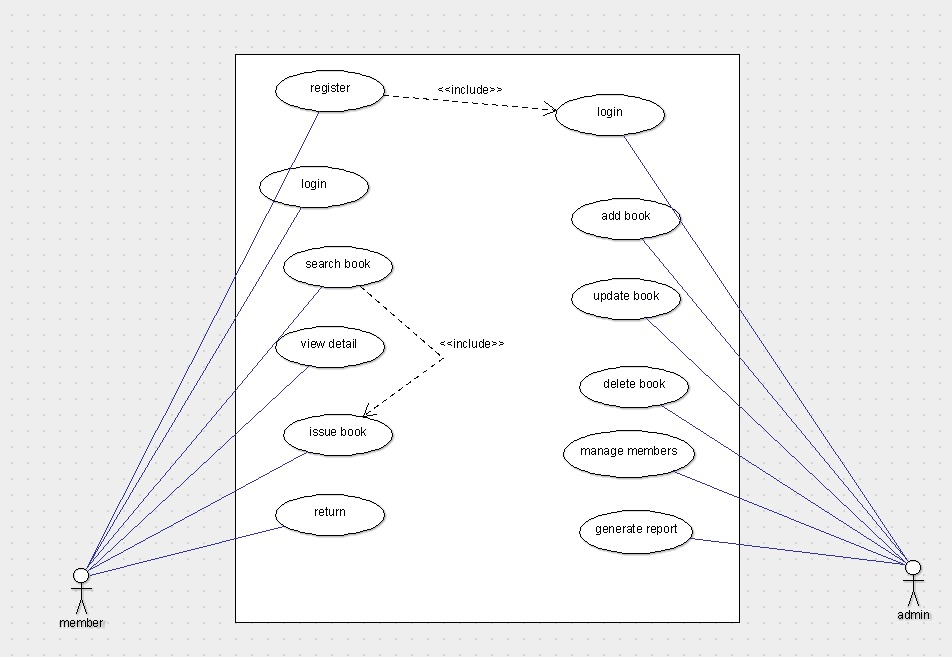 register
<<include>>
login
login
add book
search book
update book
view detail
<<include>>
delete book
issue book
manage members
return
generate report
member
admin